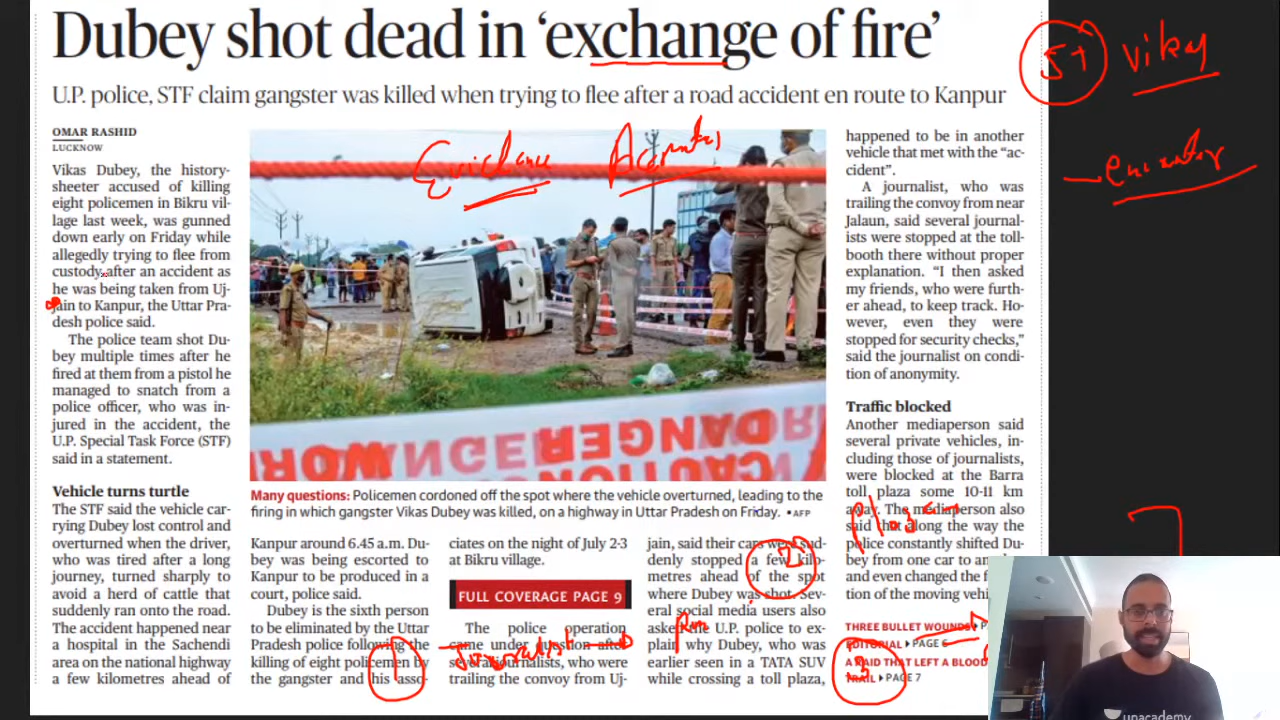 Dubey shot dead in ‘exchange of fire’
U.P. police, STF claim gangster was killed when trying to flee after a road accident en route to Kanpur
OMAR RASHID
LUCKNOW
Vikas Dubey, the history-
sheeter accused of killing
eight policemen in Bikru vil-
lage last week, was gunned
down early on Friday while
allegedly trying to flee from
custody after an accident as
he was being taken from Uj-
jain to Kanpur, the Uttar Pra-
desh police said.
The police team shot Du-
bey multiple times after he
fired at them from a pistol he
managed to snatch from a
police officer, who was in-
jured in the accident, the
U.P. Special Task Force (STF)
said in a statement.
Vehicle turns turtle
The STF said the vehicle car-
rying Dubey lost control and
overturned when the driver,
who was tired after a long
journey, turned sharply to
avoid a herd of cattle that
suddenly ran onto the road.
The accident happened near
a hospital in the Sachendi
area on the national highway
a few kilometres ahead of
Evidence
DANGER
CAUTION
Many questions: Policemen cordoned off the spot where the vehicle overturned, leading to the
firing in which gangster Vikas Dubey was killed, on a highway in Uttar Pradesh on Friday. • AFP
Kanpur around 6.45 a.m. Du-
bey was being escorted to
Kanpur to be produced in a
court, police said.
Dubey is the sixth person
to be eliminated by the Uttar
Pradesh police following the
killing of eight policemen by
the gangster and his asso-
ciates on the night of July 2-3
at Bikru village.
FULL COVERAGE PAGE 9
The police operation
came under question after
several journalists, who were
trailing the convoy from Uj-
jain, said their cars were sud-
denly stopped a few kilo-
metres ahead of the spot
where Dubey was shot. Sev-
eral social media users also
asked the U.P. police to ex-
plain why Dubey, who was
earlier seen in a TATA SUV
while crossing a toll plaza,
happened to be in another
vehicle that met with the “ac-
cident”.
A journalist, who was
trailing the convoy from near
Jalaun, said several journal-
ists were stopped at the toll-
booth there without proper
explanation. “I then asked
my friends, who were furth-
er ahead, to keep track. Ho-
wever, even they were
stopped for security checks,”
said the journalist on condi-
tion of anonymity.
Traffic blocked
Another mediaperson said
several private vehicles, in-
cluding those of journalists,
were blocked at the Barra
toll plaza some 10-11 km
away. The mediaperson also
said that along the way the
police constantly shifted Du-
bey from one car to an
and even changed the f
tion of the moving vehi
THREE BULLET WOUNDS
EDITORIAL PAGE 6
A RAID THAT LEFT A BLOOD
TRAIL PAGE 7
5+
Vikas
1
Journalist
2
3
unacademy